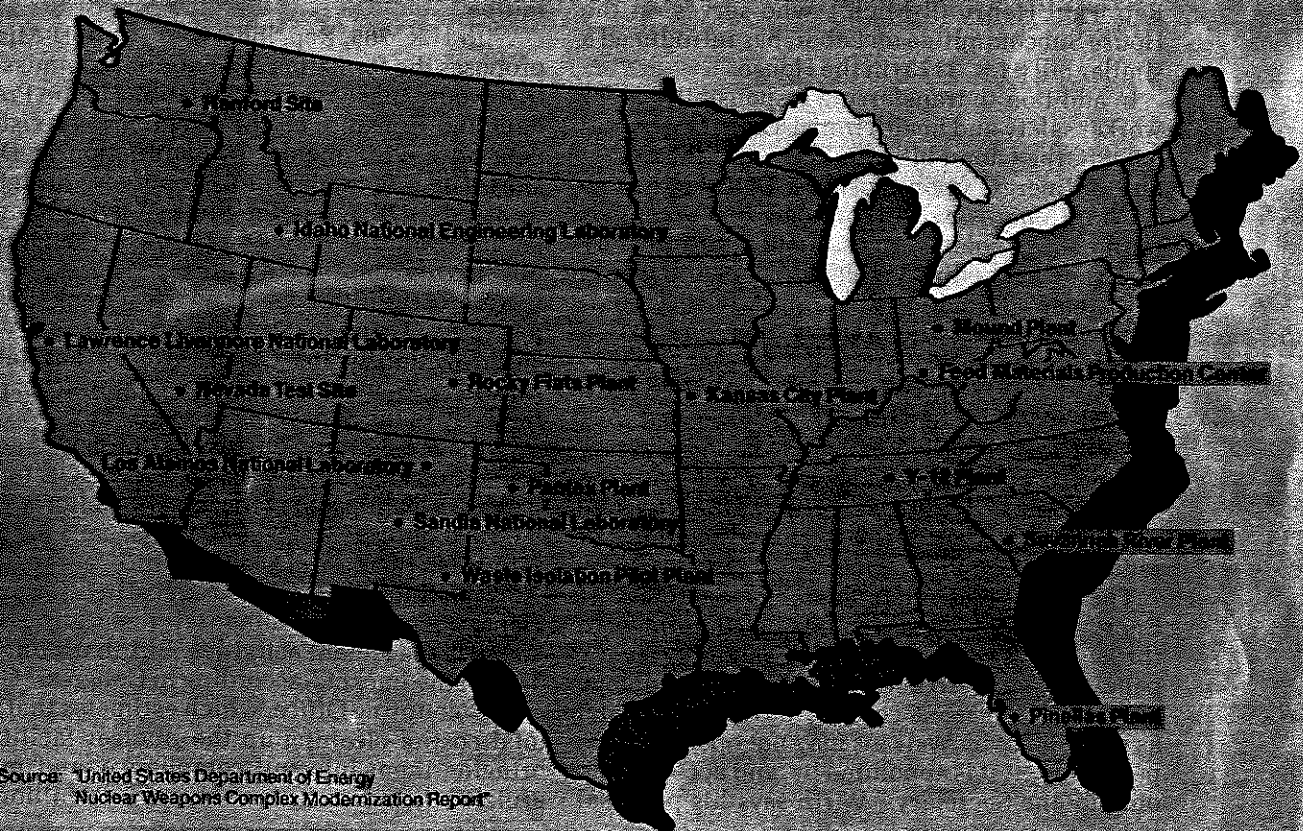 Hanford Site
Idaho National Engineering Laboratory
Mound Plant
Lawrence Livermore National Laboratory
Feed Materials Production Center
Rocky Flats Plant
Nevada Test Site
Kansas City Plant
Los Alamos National Laboratory
Y-12 Plant
Pantex Plant
Sandia National Laboratory
Savannah River Plant
Waste Isolation Pilot Plant
Pinellas Plant
Source: "United States Department of Energy
Nuclear Weapons Complex Modernization Report"